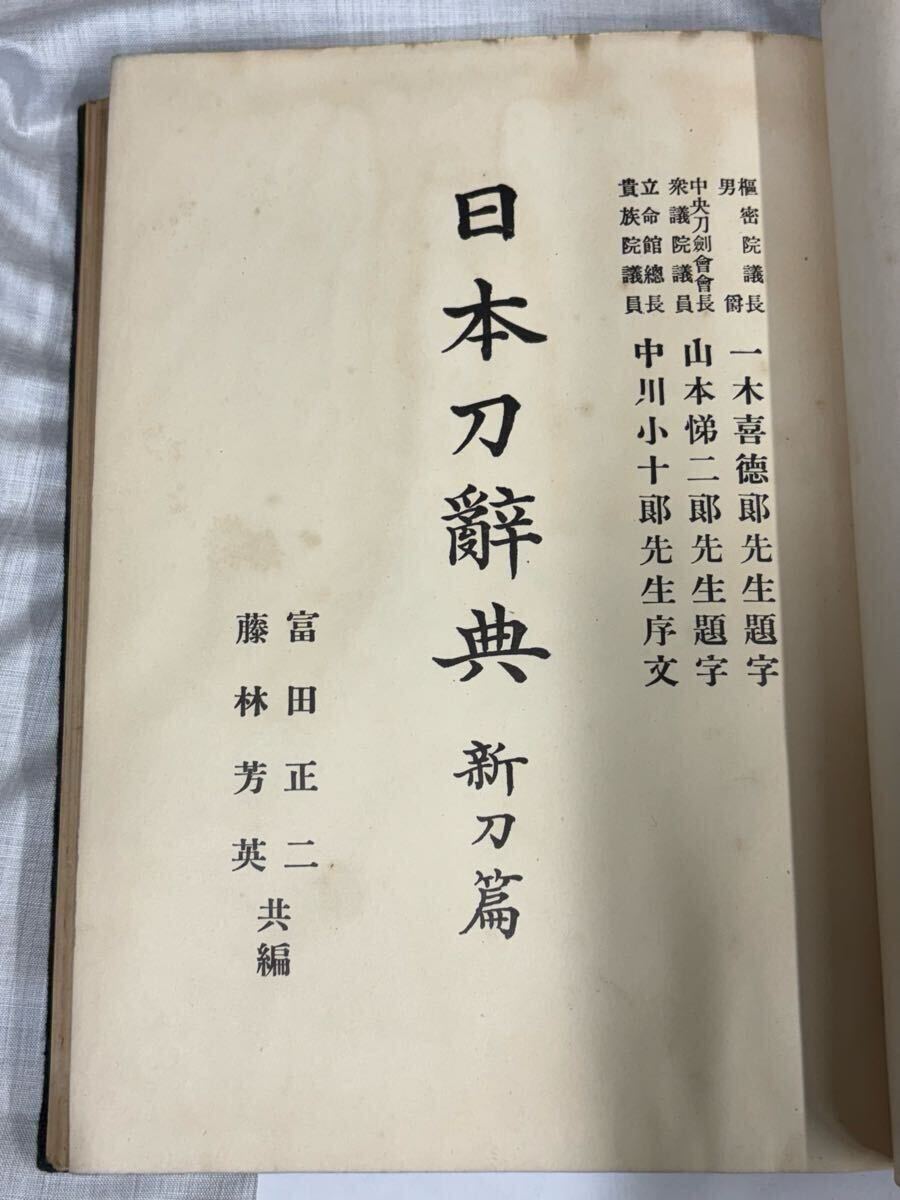 樞密院議長
男爵
一木喜德郞先生題字
中央刀劍會會長
衆議院議員
山本悌二郞先生題字
立命館總長
貴族院議員
中川小十郞先生序文
日本刀辭典 新刀篇
富田正二
藤林芳英
共編